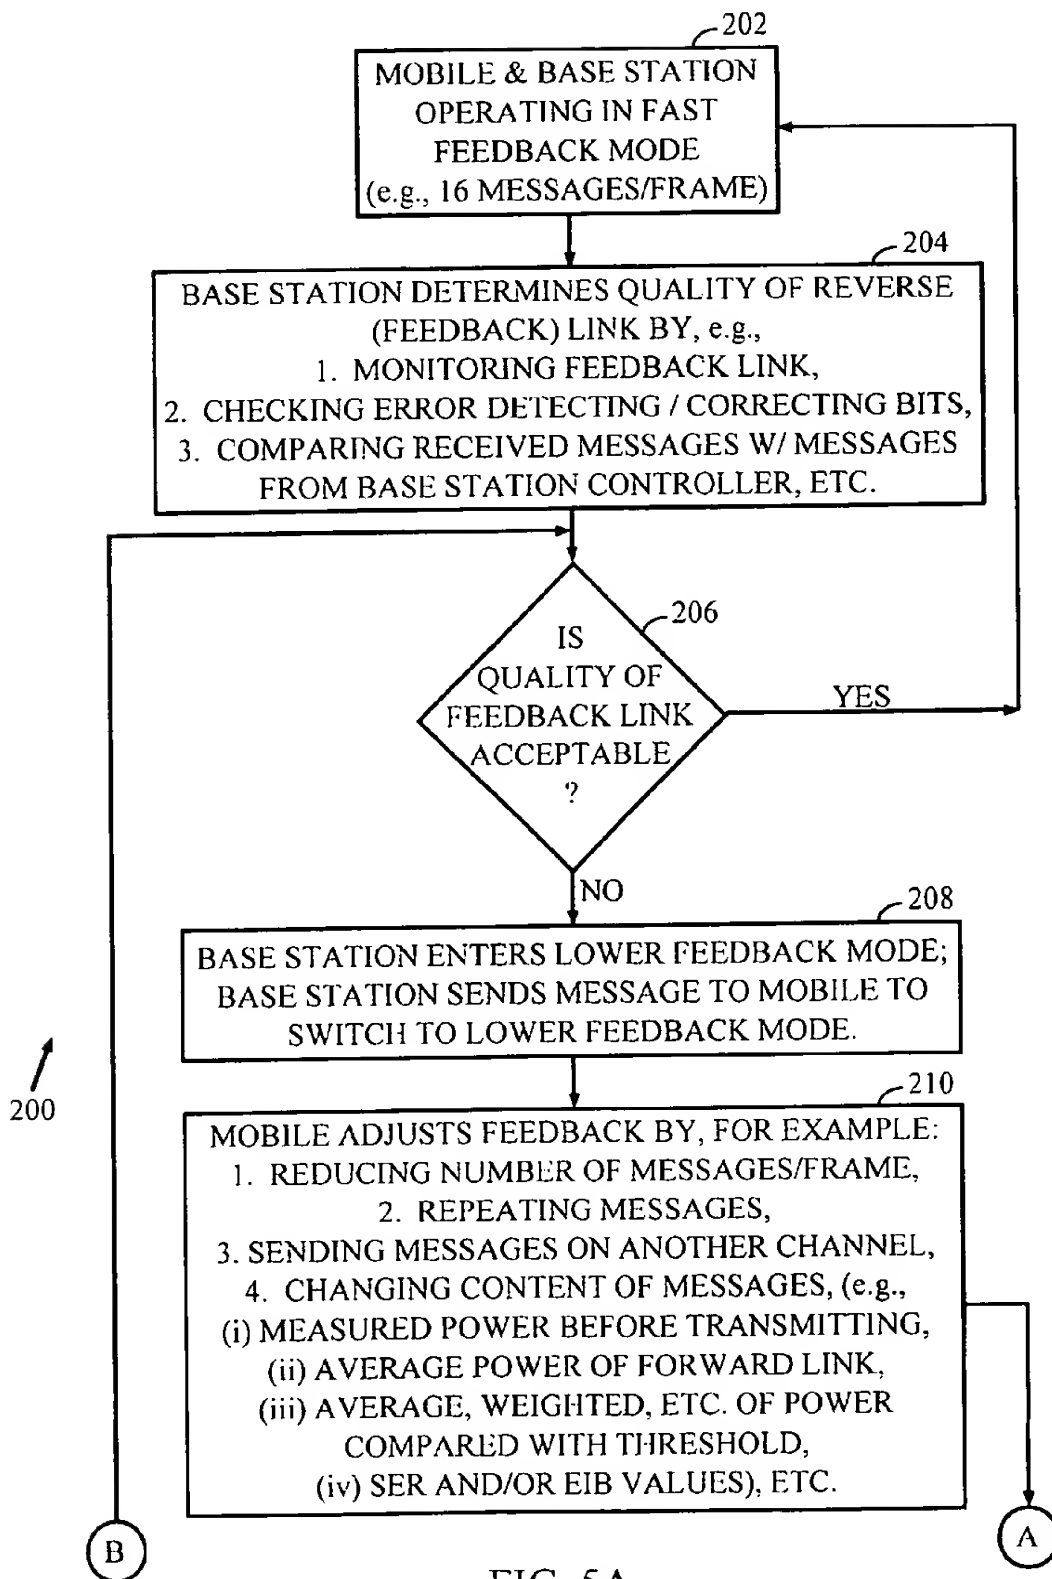 202
MOBILE & BASE STATION
OPERATING IN FAST
FEEDBACK MODE
(e.g., 16 MESSAGES/FRAME)
204
BASE STATION DETERMINES QUALITY OF REVERSE
(FEEDBACK) LINK BY, e.g.,
1. MONITORING FEEDBACK LINK,
2. CHECKING ERROR DETECTING / CORRECTING BITS,
3. COMPARING RECEIVED MESSAGES W/ MESSAGES
FROM BASE STATION CONTROLLER, ETC.
206
IS
QUALITY OF
FEEDBACK LINK
ACCEPTABLE
?
YES
NO
208
BASE STATION ENTERS LOWER FEEDBACK MODE;
BASE STATION SENDS MESSAGE TO MOBILE TO
SWITCH TO LOWER FEEDBACK MODE.
200
210
MOBILE ADJUSTS FEEDBACK BY, FOR EXAMPLE:
1. REDUCING NUMBER OF MESSAGES/FRAME,
2. REPEATING MESSAGES,
3. SENDING MESSAGES ON ANOTHER CHANNEL,
4. CHANGING CONTENT OF MESSAGES, (e.g.,
(i) MEASURED POWER BEFORE TRANSMITTING,
(ii) AVERAGE POWER OF FORWARD LINK,
(iii) AVERAGE, WEIGHTED, ETC. OF POWER
COMPARED WITH THRESHOLD,
(iv) SER AND/OR EIB VALUES), ETC.
B
A
FIG. 5A